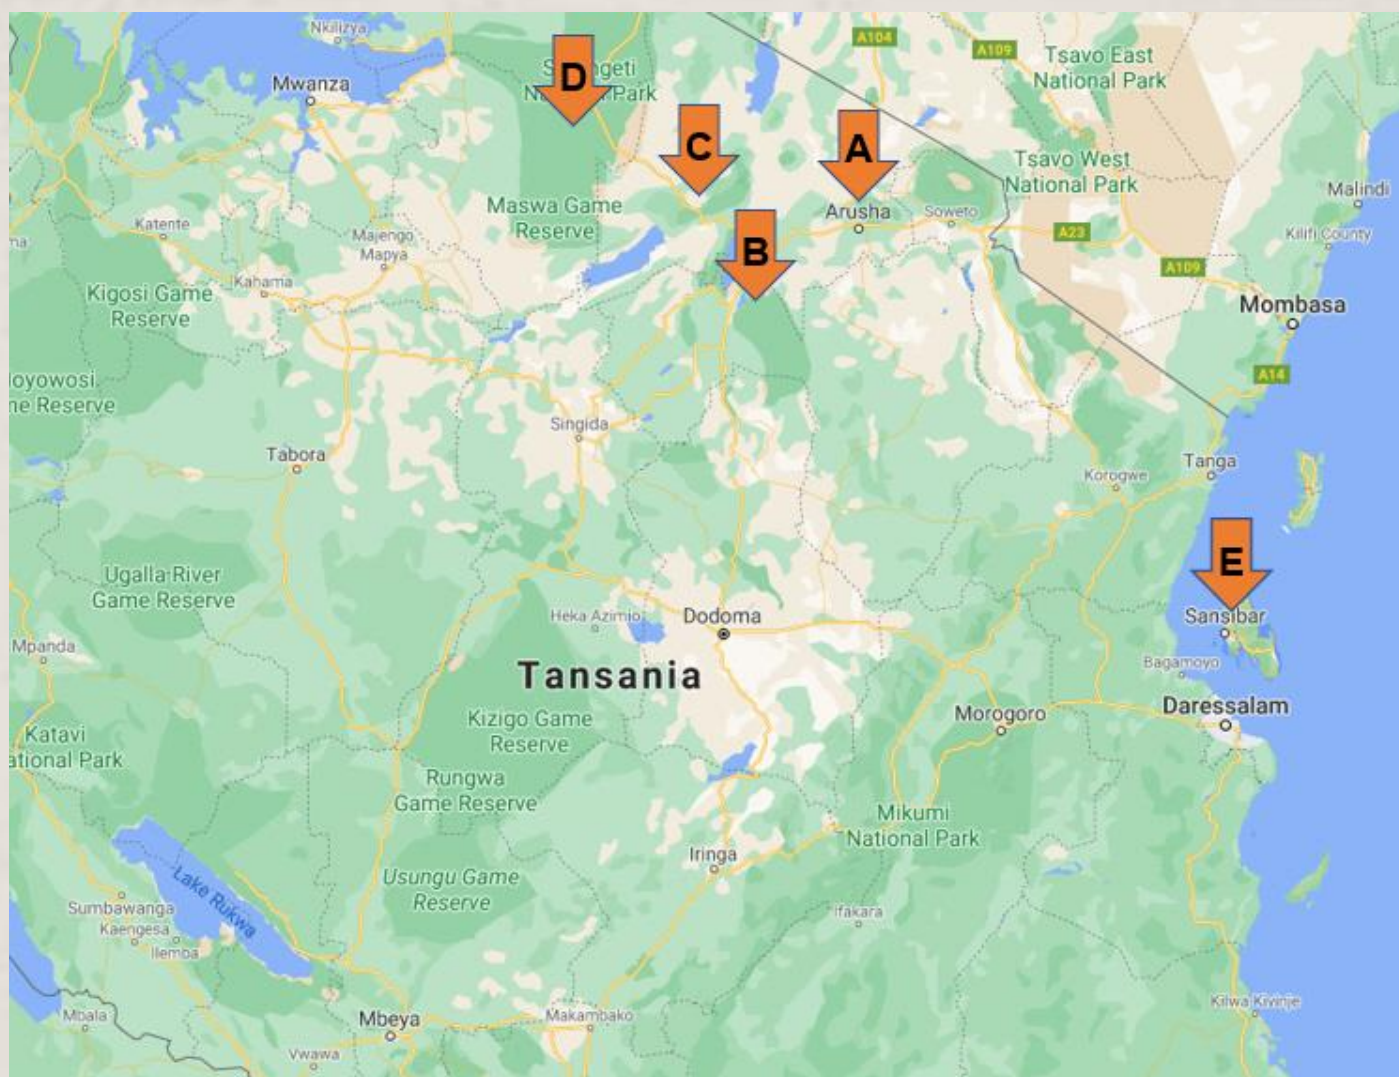 Nkilizya
A104
A109
Tsavo East
National Park
D
Mwanza
C
A
Tsavo West
National Park
Malindi
Maswa Game
Reserve
Arusha
Soweto
Katente
Majengo
Mapya
B
A23
Kilifi County
A109
Kahama
Kigosi Game
Reserve
Mombasa
A14
ne Reserve
Singida
Tabora
Tanga
Korogwe
E
Ugalla River
Game Reserve
Heka Azimio
Dodoma
Sansibar
Mpanda
Tansania
Bagamoyo
Kizigo Game
Reserve
Morogoro
Daressalam
Katavi
ational Park
Rungwa
Game Reserve
Mikumi
National Park
Iringa
Usungu Game
Reserve
Lake Rukwa
Sumbawanga
Kaengesa
Ilemba
Ifakara
Kilwa Kivinje
Mbala
Mbeya
Makambako
Vwawa